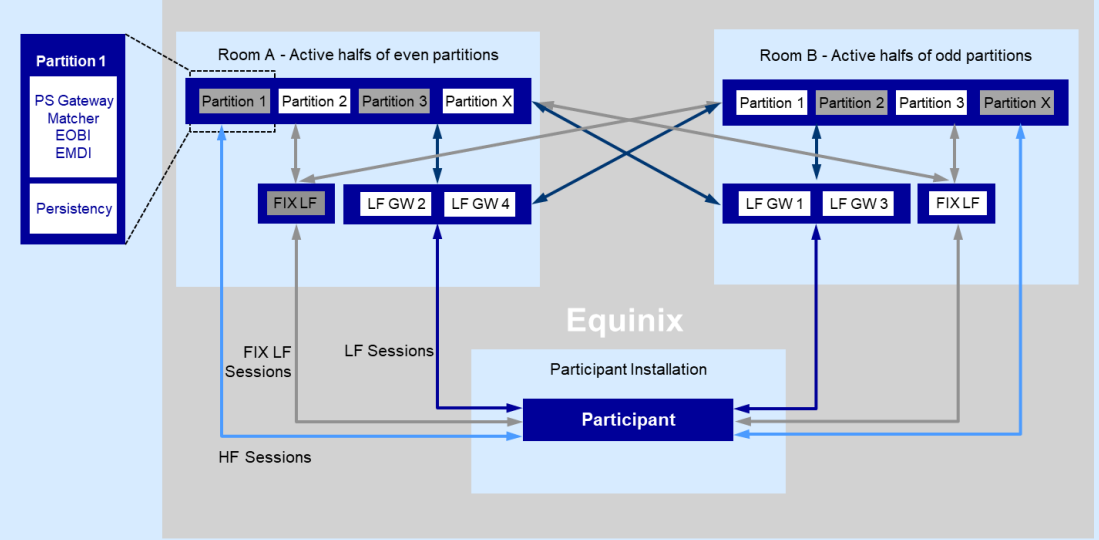 Partition 1
PS Gateway
Matcher
EOBI
EMDI
Persistency
Room A - Active halfs of even partitions
Partition 1
Partition 2
Partition 3
Partition X
FIX LF
LF GW 2
LF GW 4
Room B - Active halfs of odd partitions
Partition 1
Partition 2
Partition 3
Partition X
LF GW 1
LF GW 3
FIX LF
Equinix
FIX LF
Sessions
LF Sessions
HF Sessions
Participant Installation
Participant